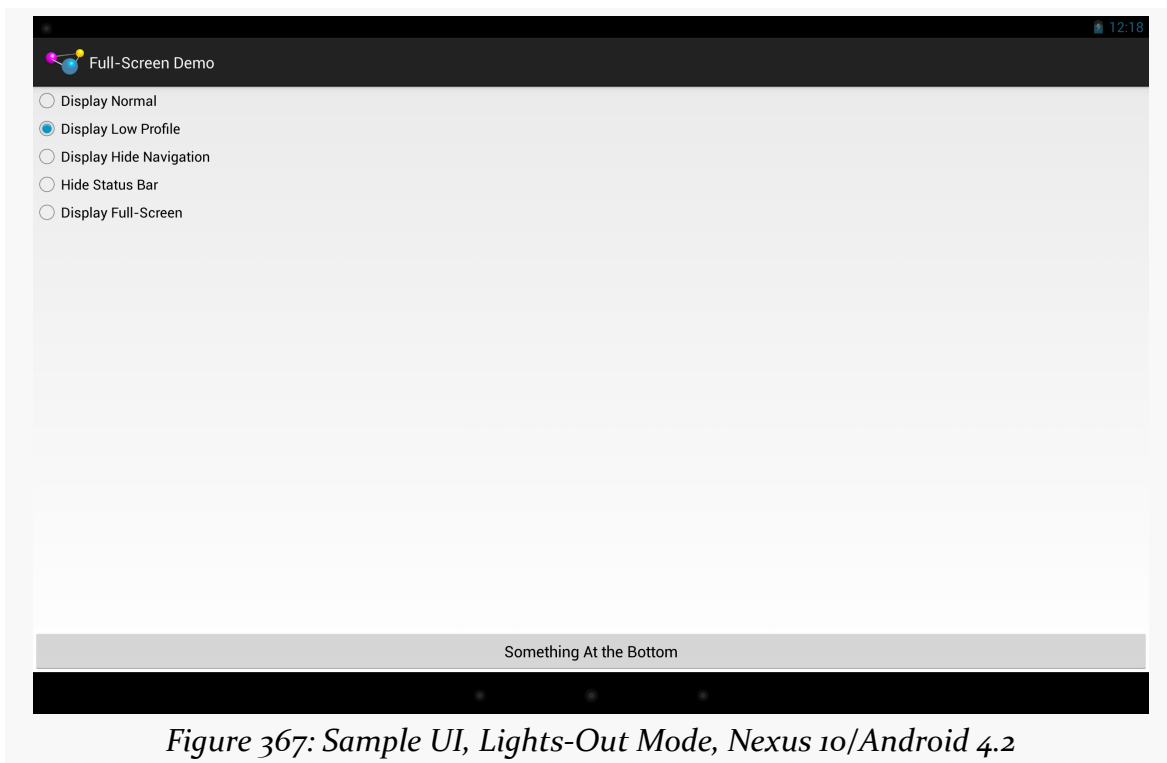 12:18
Full-Screen Demo
Display Normal
Display Low Profile
Display Hide Navigation
Hide Status Bar
Display Full-Screen
Something At the Bottom
Figure 367: Sample UI, Lights-Out Mode, Nexus 10/Android 4.2